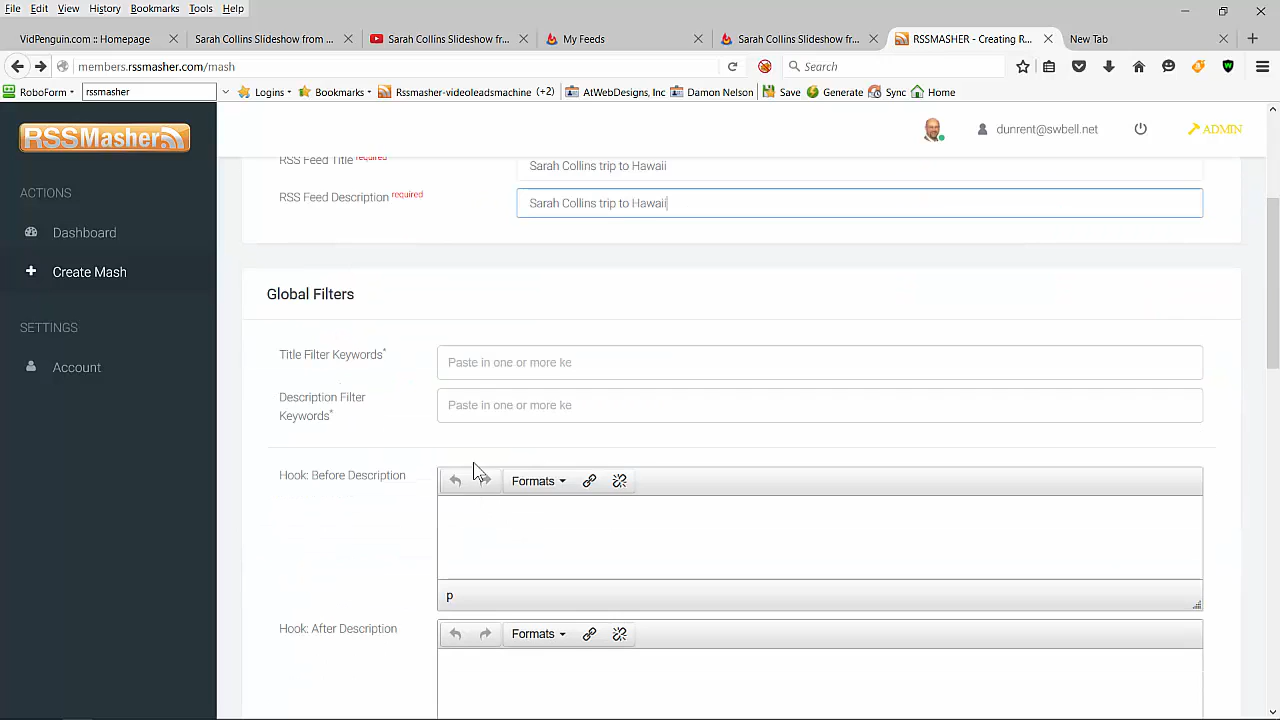 File Edit View History Bookmarks Tools Help
VidPenguin.com :: Homepage Sarah Collins Slideshow from ... Sarah Collins Slideshow fr... My Feeds Sarah Collins Slideshow fr... RSSMASHER - Creating R... New Tab
members.rssmasher.com/mash Search
RoboForm rssmasher Logins Bookmarks Rssmasher-videoleadsmachine (+2) AtWebDesigns, Inc Damon Nelson Save Generate Sync Home
RSSMasher
dunrent@swbell.net ADMIN
RSS Feed Title required Sarah Collins trip to Hawaii
ACTIONS
RSS Feed Description required Sarah Collins trip to Hawaii
Dashboard
Create Mash
Global Filters
SETTINGS
Title Filter Keywords* Paste in one or more ke
Account
Description Filter Keywords* Paste in one or more ke
Hook: Before Description Formats
p
Hook: After Description Formats